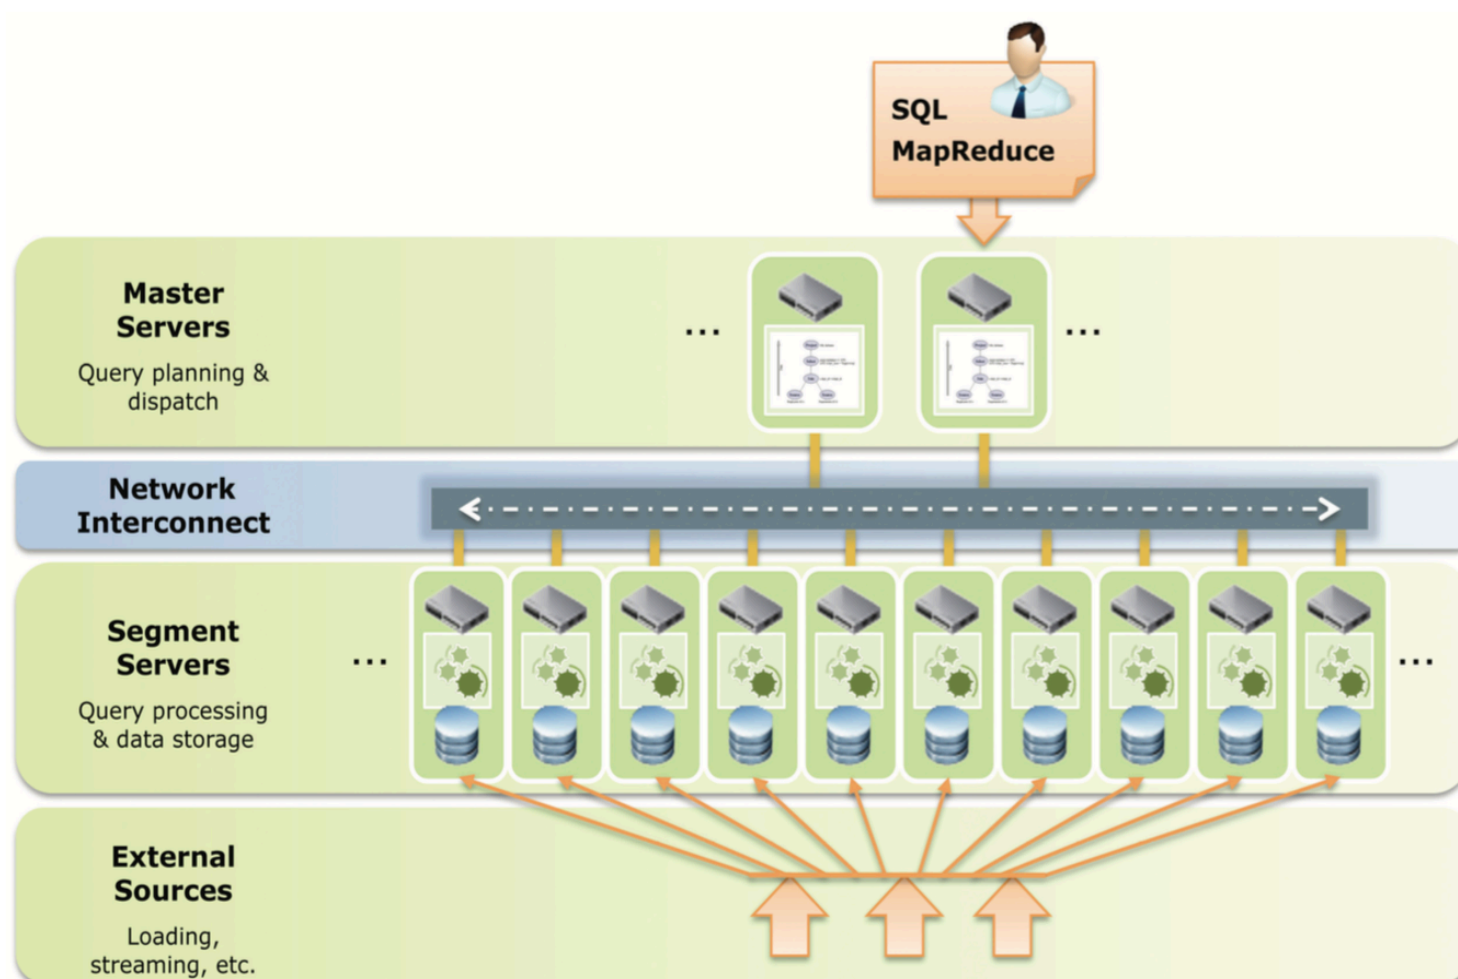 SQL
MapReduce
Master
Servers
Query planning &
dispatch
...
...
Network
Interconnect
Segment
Servers
Query processing
& data storage
...
...
External
Sources
Loading,
streaming, etc.